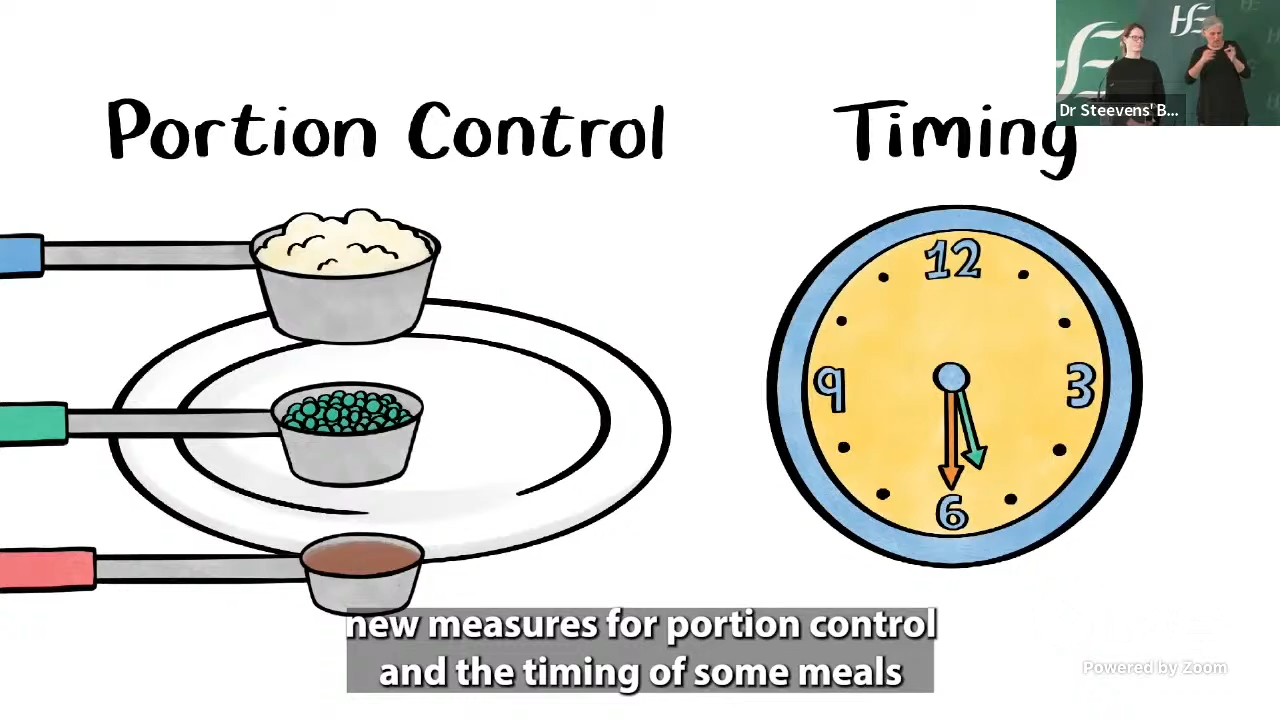 Portion Control
Timing
Dr Steevens' B...
12
9
3
6
new measures for portion control
and the timing of some meals
Powered by Zoom